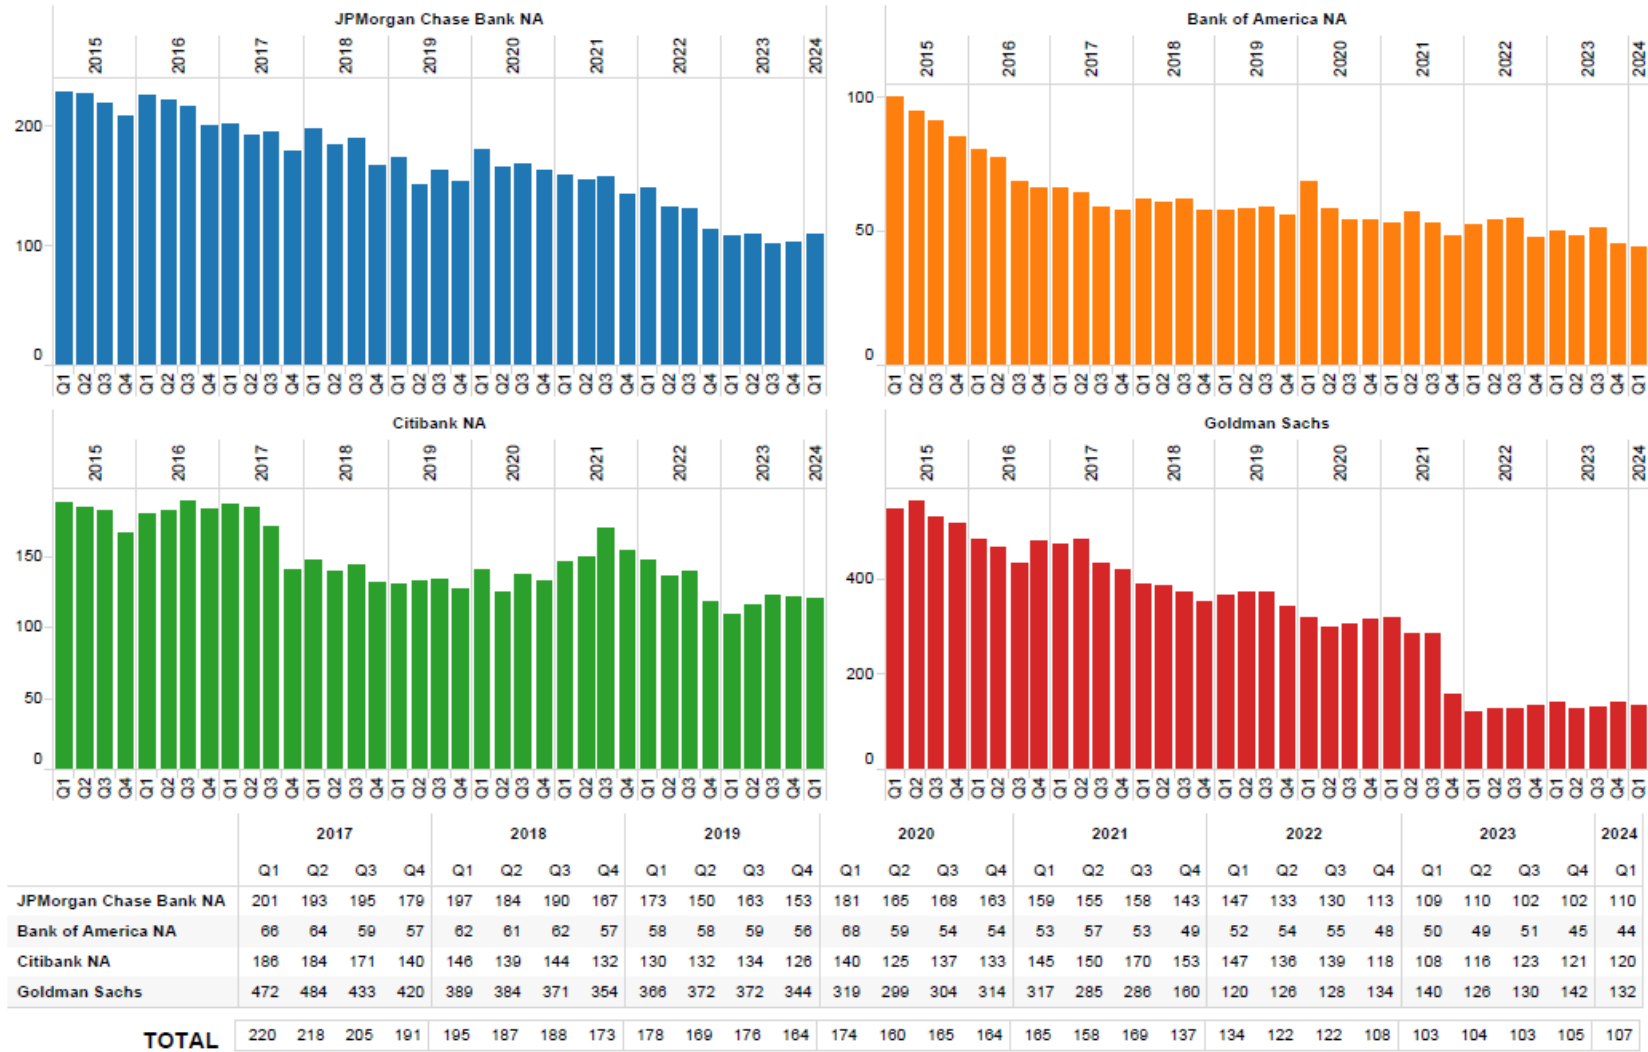 JPMorgan Chase Bank NA
2015 2016 2017 2018 2019 2020 2021 2022 2023 2024
200
100
0
Q1 Q2 Q3 Q4 Q1 Q2 Q3 Q4 Q1 Q2 Q3 Q4 Q1 Q2 Q3 Q4 Q1 Q2 Q3 Q4 Q1 Q2 Q3 Q4 Q1 Q2 Q3 Q4 Q1 Q2 Q3 Q4 Q1 Q2 Q3 Q4 Q1
Bank of America NA
2015 2016 2017 2018 2019 2020 2021 2022 2023 2024
100
50
0
Q1 Q2 Q3 Q4 Q1 Q2 Q3 Q4 Q1 Q2 Q3 Q4 Q1 Q2 Q3 Q4 Q1 Q2 Q3 Q4 Q1 Q2 Q3 Q4 Q1 Q2 Q3 Q4 Q1 Q2 Q3 Q4 Q1 Q2 Q3 Q4 Q1
Citibank NA
2015 2016 2017 2018 2019 2020 2021 2022 2023 2024
150
100
50
0
Q1 Q2 Q3 Q4 Q1 Q2 Q3 Q4 Q1 Q2 Q3 Q4 Q1 Q2 Q3 Q4 Q1 Q2 Q3 Q4 Q1 Q2 Q3 Q4 Q1 Q2 Q3 Q4 Q1 Q2 Q3 Q4 Q1 Q2 Q3 Q4 Q1
Goldman Sachs
2015 2016 2017 2018 2019 2020 2021 2022 2023 2024
400
200
0
Q1 Q2 Q3 Q4 Q1 Q2 Q3 Q4 Q1 Q2 Q3 Q4 Q1 Q2 Q3 Q4 Q1 Q2 Q3 Q4 Q1 Q2 Q3 Q4 Q1 Q2 Q3 Q4 Q1 Q2 Q3 Q4 Q1 Q2 Q3 Q4 Q1
2017 2018 2019 2020 2021 2022 2023 2024
Q1 Q2 Q3 Q4 Q1 Q2 Q3 Q4 Q1 Q2 Q3 Q4 Q1 Q2 Q3 Q4 Q1 Q2 Q3 Q4 Q1 Q2 Q3 Q4 Q1 Q2 Q3 Q4 Q1
JPMorgan Chase Bank NA 201 193 195 179 197 184 190 167 173 150 163 153 181 165 168 163 159 155 158 143 147 133 130 113 109 110 102 102 110
Bank of America NA 66 64 59 57 62 61 62 57 58 58 59 56 68 59 54 54 53 57 53 49 52 54 55 48 50 49 51 45 44
Citibank NA 186 184 171 140 146 139 144 132 130 132 134 126 140 125 137 133 145 150 170 153 147 136 139 118 108 116 123 121 120
Goldman Sachs 472 484 433 420 389 384 371 354 366 372 372 344 319 299 304 314 317 285 286 160 120 126 128 134 140 126 130 142 132
TOTAL 220 218 205 191 195 187 188 173 178 169 176 164 174 160 165 164 165 158 169 137 134 122 122 108 103 104 103 105 107